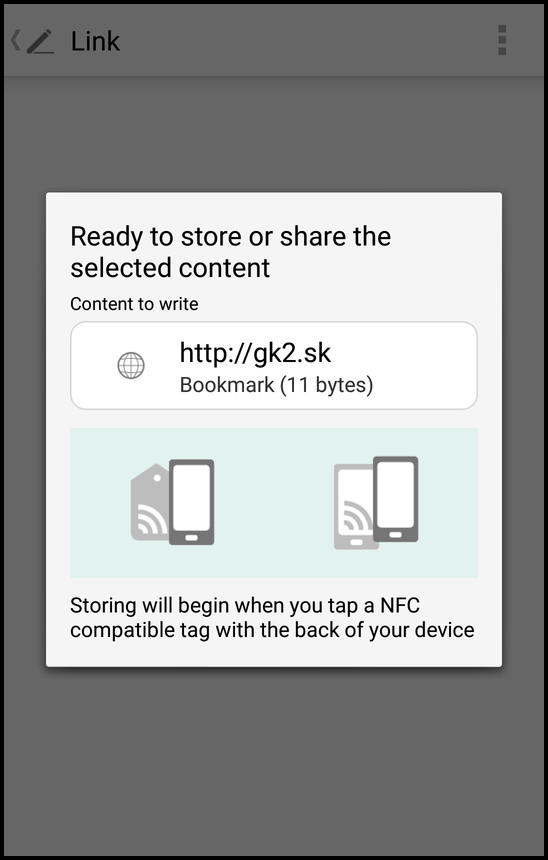 Link
Ready to store or share the
selected content
Content to write
http://gk2.sk
Bookmark (11 bytes)
Storing will begin when you tap a NFC
compatible tag with the back of your device